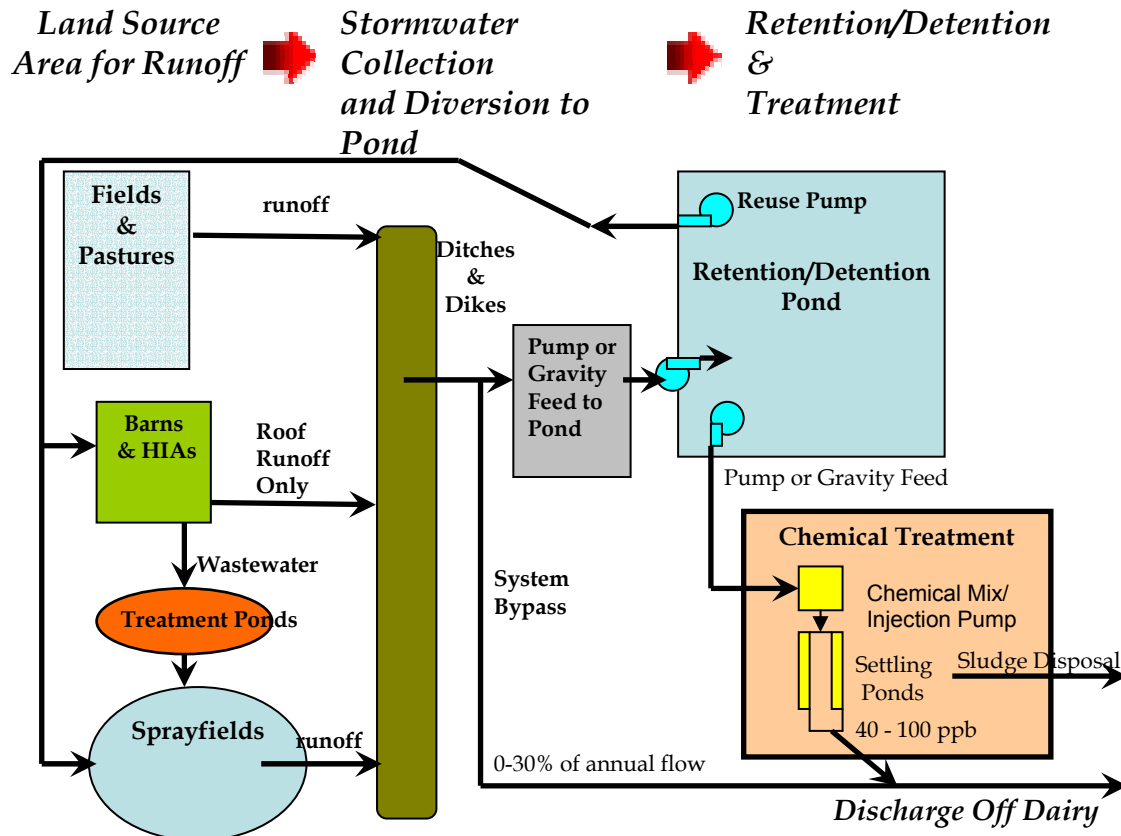 Land Source
Area for Runoff
Stormwater
Collection
and Diversion to
Pond
Retention/Detention
&
Treatment
Fields
&
Pastures
runoff
Reuse Pump
Ditches
&
Dikes
Retention/Detention
Pond
Pump or
Gravity
Feed to
Pond
Barns
& HIAs
Roof
Runoff
Only
Pump or Gravity Feed
Wastewater
Treatment Ponds
System
Bypass
Chemical Treatment
Chemical Mix/
Injection Pump
Settling
Ponds
Sludge Disposal
40 - 100 ppb
Sprayfields
runoff
0-30% of annual flow
Discharge Off Dairy